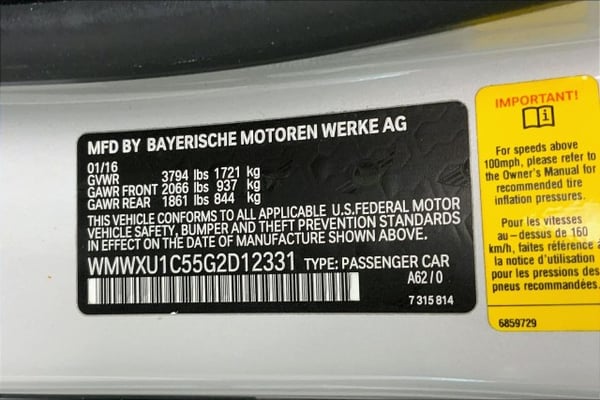 MFD BY BAYERISCHE MOTOREN WERKE AG
01/16
GVWR 3794 lbs 1721 kg
GAWR FRONT 2066 lbs 937 kg
GAWR REAR 1861 lbs 844 kg
THIS VEHICLE CONFORMS TO ALL APPLICABLE U.S.FEDERAL MOTOR
VEHICLE SAFETY, BUMPER AND THEFT PREVENTION STANDARDS
IN EFFECT ON THE DATE OF MANUFACTURE SHOWN ABOVE.
WMWXU1C55G2D12331 TYPE: PASSENGER CAR
A62/0
7 315 814
IMPORTANT!
i
For speeds above
100mph, please refer to
the Owner's Manual for
recommended tire
inflation pressures.
Pour les vitesses
au-dessus de 160
km/h, faites référence à
la notice d'utilisation
pour les pressions des
pneus recommandées.
6859729